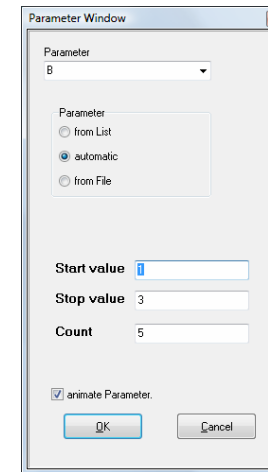 Parameter Window
Parameter
B
Parameter
from List
automatic
from File
Start value 1
Stop value 3
Count 5
animate Parameter.
OK Cancel